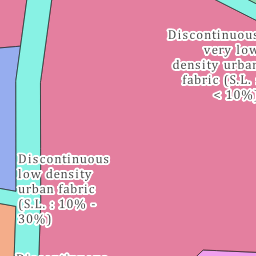 Discontinuous
very low
density urban
fabric (S.L. :
< 10%)
Discontinuous
low density
urban fabric
(S.L. : 10% -
30%)